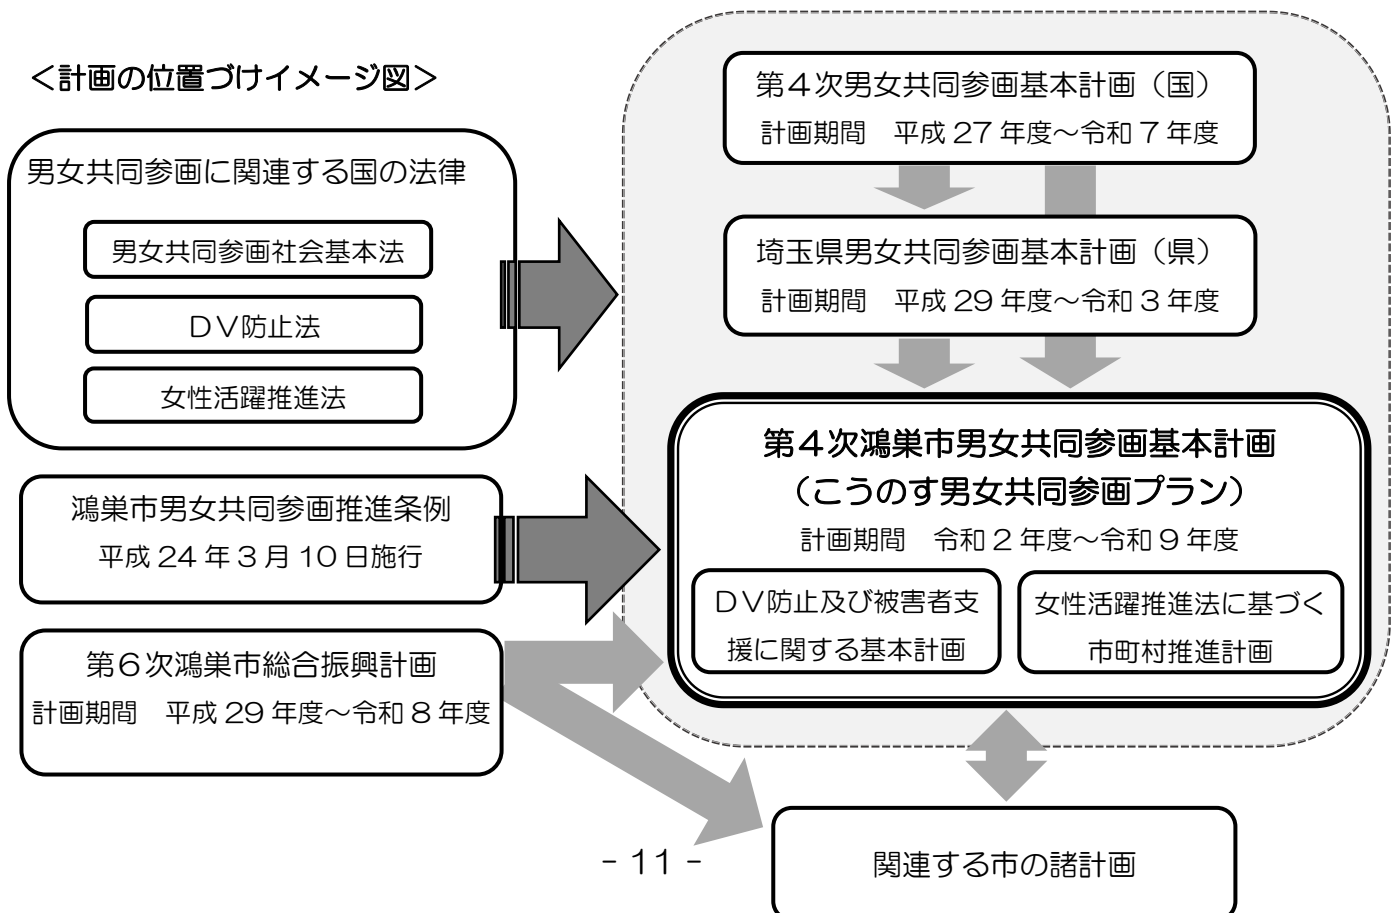 ＜計画の位置づけイメージ図＞
男女共同参画に関連する国の法律
男女共同参画社会基本法
ＤＶ防止法
女性活躍推進法
鴻巣市男女共同参画推進条例
平成 24 年 3 月 10 日施行
第６次鴻巣市総合振興計画
計画期間　平成 29 年度～令和 8 年度
第４次男女共同参画基本計画（国）
計画期間　平成 27 年度～令和 7 年度
埼玉県男女共同参画基本計画（県）
計画期間　平成 29 年度～令和 3 年度
第４次鴻巣市男女共同参画基本計画
（こうのす男女共同参画プラン）
計画期間　令和 2 年度～令和 9 年度
ＤＶ防止及び被害者支
援に関する基本計画
女性活躍推進法に基づく
市町村推進計画
関連する市の諸計画
- 11 -